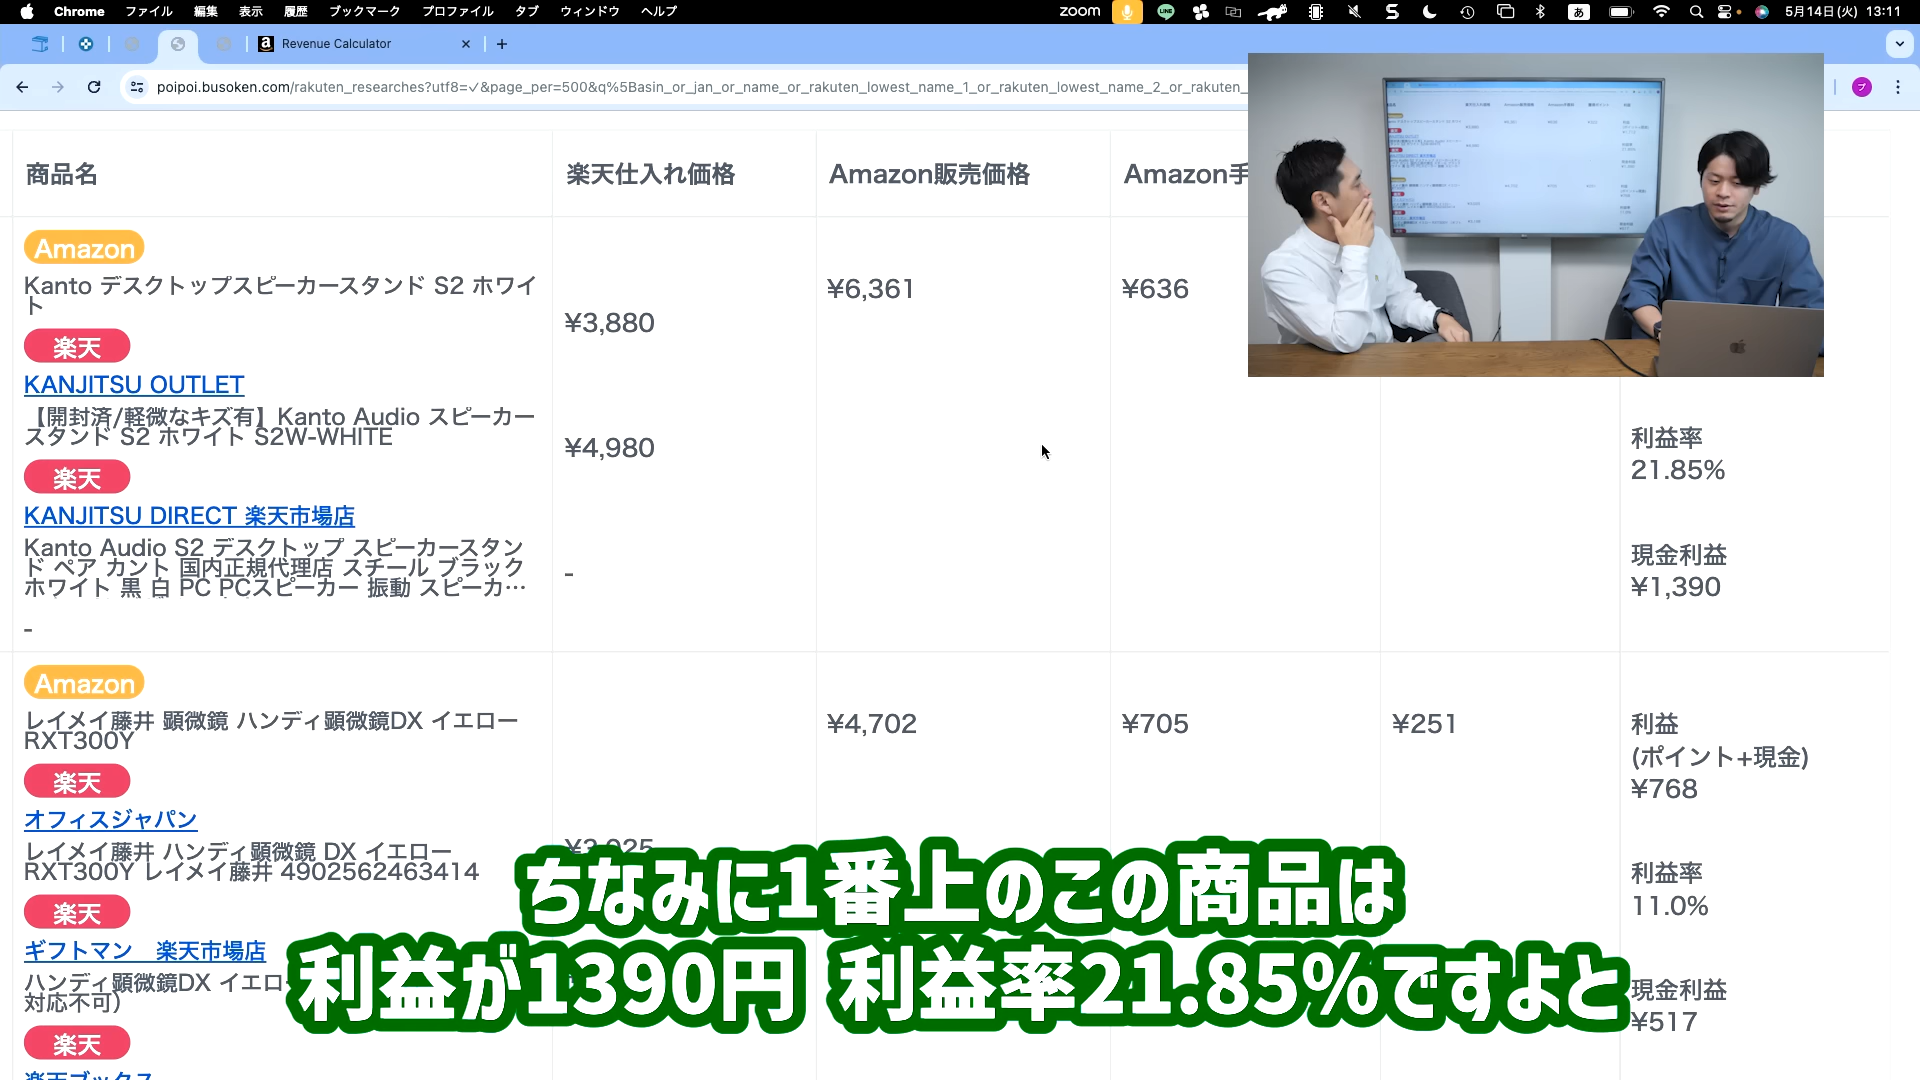 Chrome ファイル 編集 表示 履歴 ブックマーク プロファイル タブ ウィンドウ ヘルプ
zoom LINE あ 5月14日(火) 13:11
Revenue Calculator
poipoi.busoken.com/rakuten_researches?utf8=✓&page_per=500&q%5Basin_or_jan_or_name_or_rakuten_lowest_name_1_or_rakuten_lowest_name_2_or_rakuten_
プ
商品名 楽天仕入れ価格 Amazon販売価格 Amazon手
Amazon
Kanto デスクトップスピーカースタンド S2 ホワイ
ト
¥3,880 ¥6,361 ¥636
楽天
KANJITSU OUTLET
【開封済/軽微なキズ有】Kanto Audio スピーカー
スタンド S2 ホワイト S2W-WHITE
¥4,980
利益率
21.85%
楽天
KANJITSU DIRECT 楽天市場店
Kanto Audio S2 デスクトップ スピーカースタン
ド ペア カント 国内正規代理店 スチール ブラック
ホワイト 黒 白 PC PCスピーカー 振動 スピーカ…
-
現金利益
¥1,390
-
Amazon
レイメイ藤井 顕微鏡 ハンディ顕微鏡DX イエロー
RXT300Y
¥4,702 ¥705 ¥251
利益
(ポイント+現金)
¥768
楽天
オフィスジャパン
レイメイ藤井 ハンディ顕微鏡 DX イエロー
RXT300Y レイメイ藤井 4902562463414
利益率
11.0%
楽天
ギフトマン　楽天市場店
ハンディ顕微鏡DX イエロ
対応不可）
現金利益
¥517
楽天
楽天ブックス
ちなみに1番上のこの商品は
利益が1390円 利益率21.85%ですよと